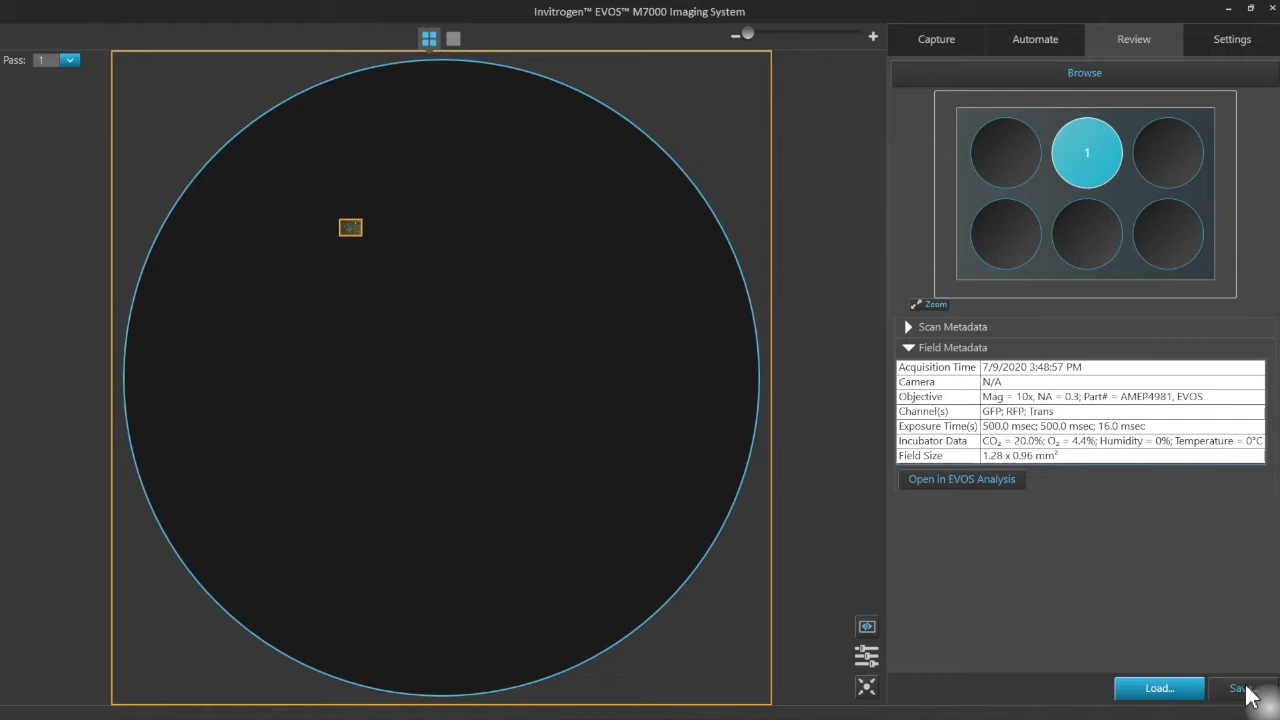 Invitrogen™ EVOS™ M7000 Imaging System
Capture
Automate
Review
Settings
Pass: 1
Browse
1
Zoom
Scan Metadata
Field Metadata
Acquisition Time 7/9/2020 3:48:57 PM
Camera N/A
Objective Mag = 10x, NA = 0.3; Part# = AMEP4981, EVOS
Channel(s) GFP; RFP; Trans
Exposure Time(s) 500.0 msec; 500.0 msec; 16.0 msec
Incubator Data CO₂ = 20.0%; O₂ = 4.4%; Humidity = 0%; Temperature = 0°C
Field Size 1.28 x 0.96 mm²
Open in EVOS Analysis
Load...